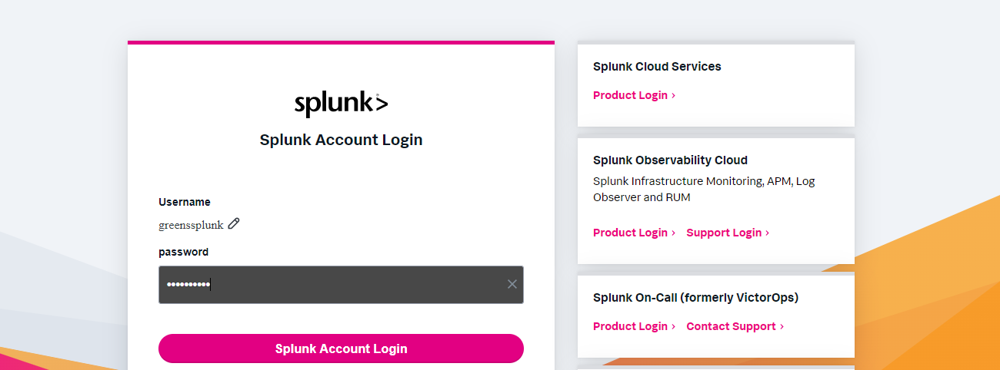 splunk>
Splunk Account Login
Username
greenssplunk
password
••••••••••
Splunk Account Login
Splunk Cloud Services
Product Login ›
Splunk Observability Cloud
Splunk Infrastructure Monitoring, APM, Log
Observer and RUM
Product Login › Support Login ›
Splunk On-Call (formerly VictorOps)
Product Login › Contact Support ›